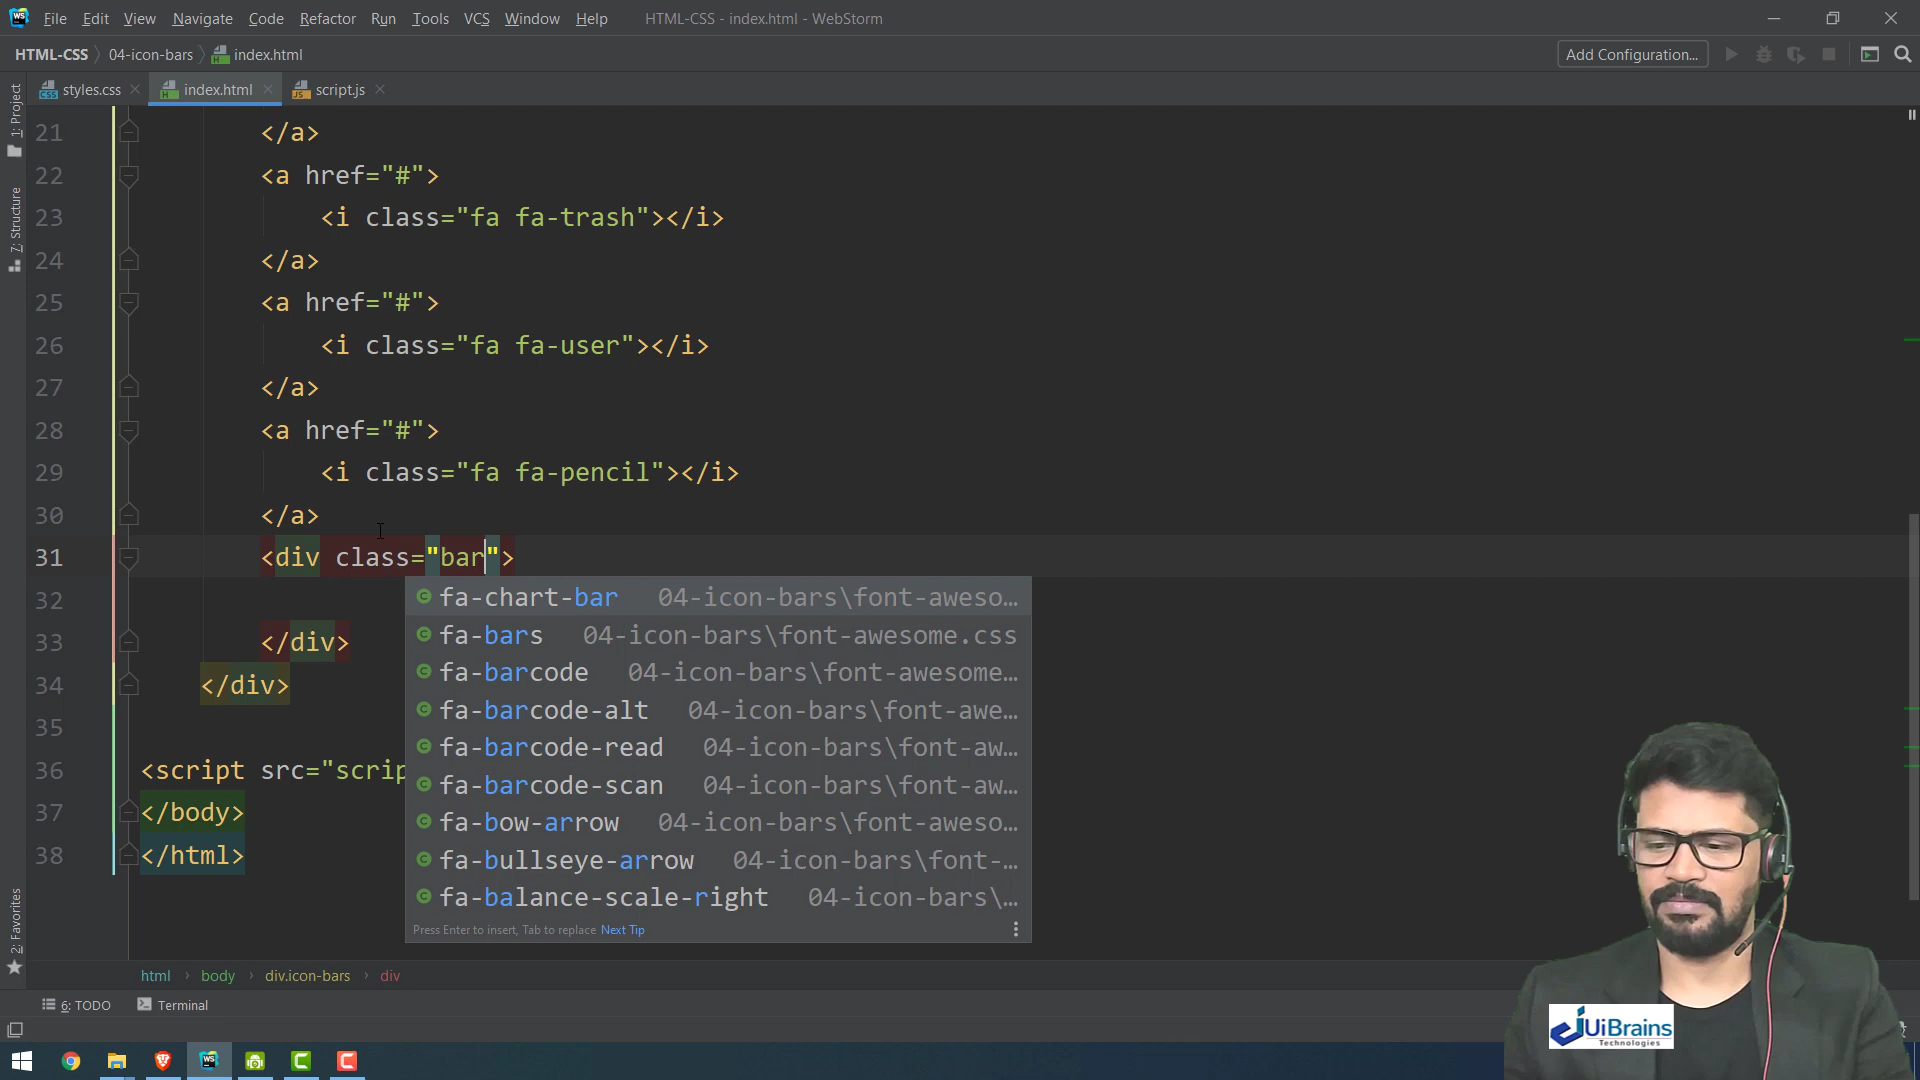 File Edit View Navigate Code Refactor Run Tools VCS Window Help HTML-CSS - index.html - WebStorm
HTML-CSS 04-icon-bars index.html Add Configuration...
styles.css index.html script.js
1: Project
7: Structure
2: Favorites
21 </a>
22 <a href="#">
23 <i class="fa fa-trash"></i>
24 </a>
25 <a href="#">
26 <i class="fa fa-user"></i>
27 </a>
28 <a href="#">
29 <i class="fa fa-pencil"></i>
30 </a>
31 <div class="bar">
32
33 </div>
34 </div>
35
36 <script src="scrip
37 </body>
38 </html>
fa-chart-bar 04-icon-bars\font-aweso…
fa-bars 04-icon-bars\font-awesome.css
fa-barcode 04-icon-bars\font-awesome…
fa-barcode-alt 04-icon-bars\font-awe…
fa-barcode-read 04-icon-bars\font-aw…
fa-barcode-scan 04-icon-bars\font-aw…
fa-bow-arrow 04-icon-bars\font-aweso…
fa-bullseye-arrow 04-icon-bars\font-…
fa-balance-scale-right 04-icon-bars\…
Press Enter to insert, Tab to replace Next Tip
html body div.icon-bars div
6: TODO Terminal
UiBrains
Technologies